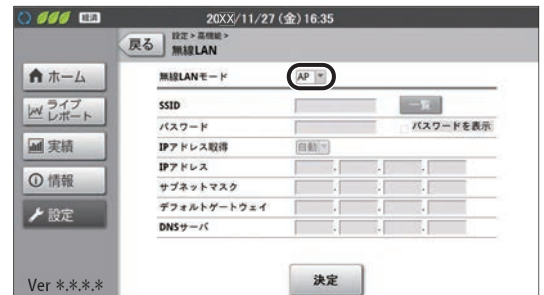 経済
20XX/11/27 (金) 16:35
戻る
設定 > 高機能 >
無線LAN
ホーム
ライブ
レポート
実績
情報
設定
Ver *.*.*.*
無線LANモード
AP
SSID
一覧
パスワード
パスワードを表示
IPアドレス取得
自動
IPアドレス
. . .
サブネットマスク
. . .
デフォルトゲートウェイ
. . .
DNSサーバ
. . .
決定